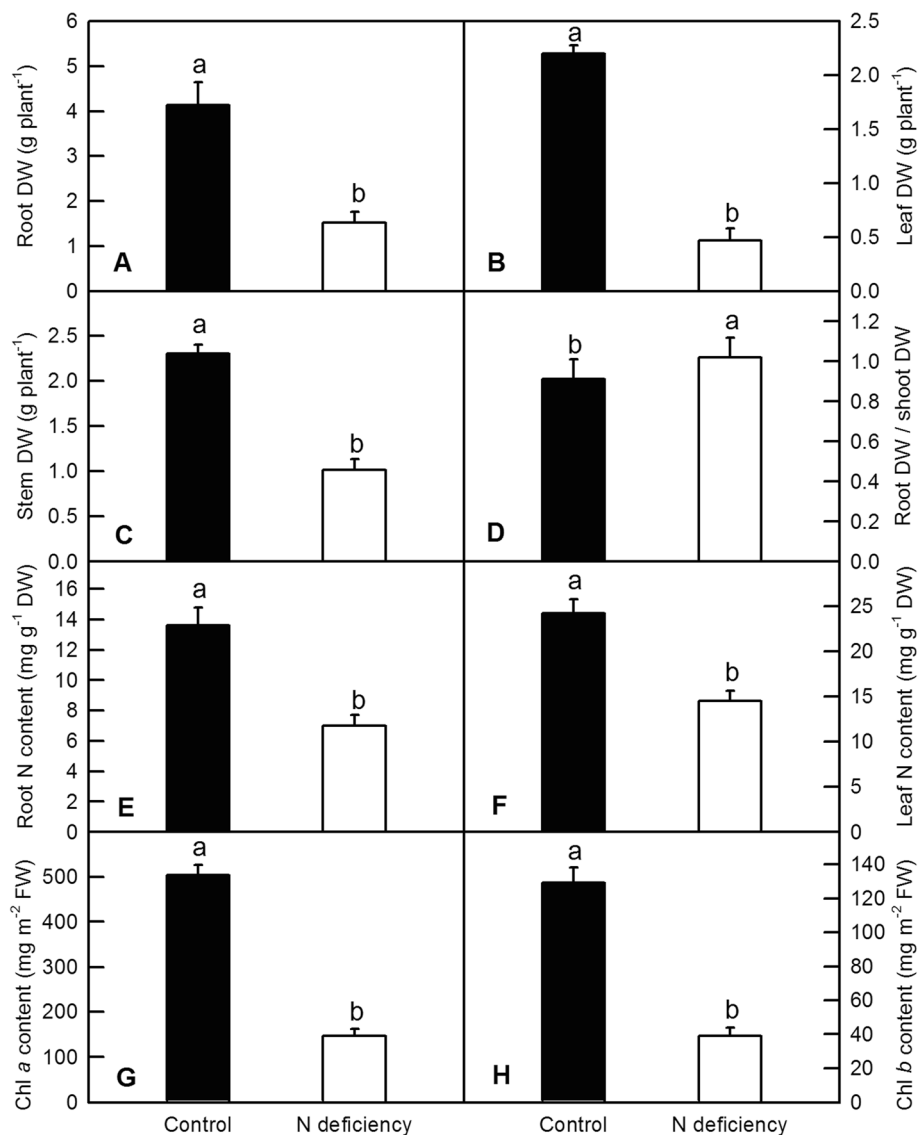 Root DW (g plant⁻¹)
6
5
4
3
2
1
0
a
b
A
Leaf DW (g plant⁻¹)
2.5
2.0
1.5
1.0
0.5
0.0
a
b
B
Stem DW (g plant⁻¹)
2.5
2.0
1.5
1.0
0.5
0.0
a
b
C
Root DW / shoot DW
1.2
1.0
0.8
0.6
0.4
0.2
0.0
b
a
D
Root N content (mg g⁻¹ DW)
16
14
12
10
8
6
4
2
0
a
b
E
Leaf N content (mg g⁻¹ DW)
25
20
15
10
5
0
a
b
F
Chl a content (mg m⁻² FW)
500
400
300
200
100
0
a
b
G
Chl b content (mg m⁻² FW)
140
120
100
80
60
40
20
0
a
b
H
Control N deficiency Control N deficiency